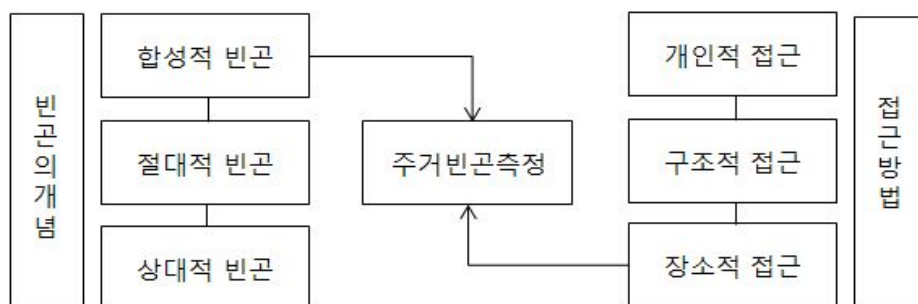 빈곤의개념
합성적 빈곤
절대적 빈곤
상대적 빈곤
주거빈곤측정
개인적 접근
구조적 접근
장소적 접근
접근방법